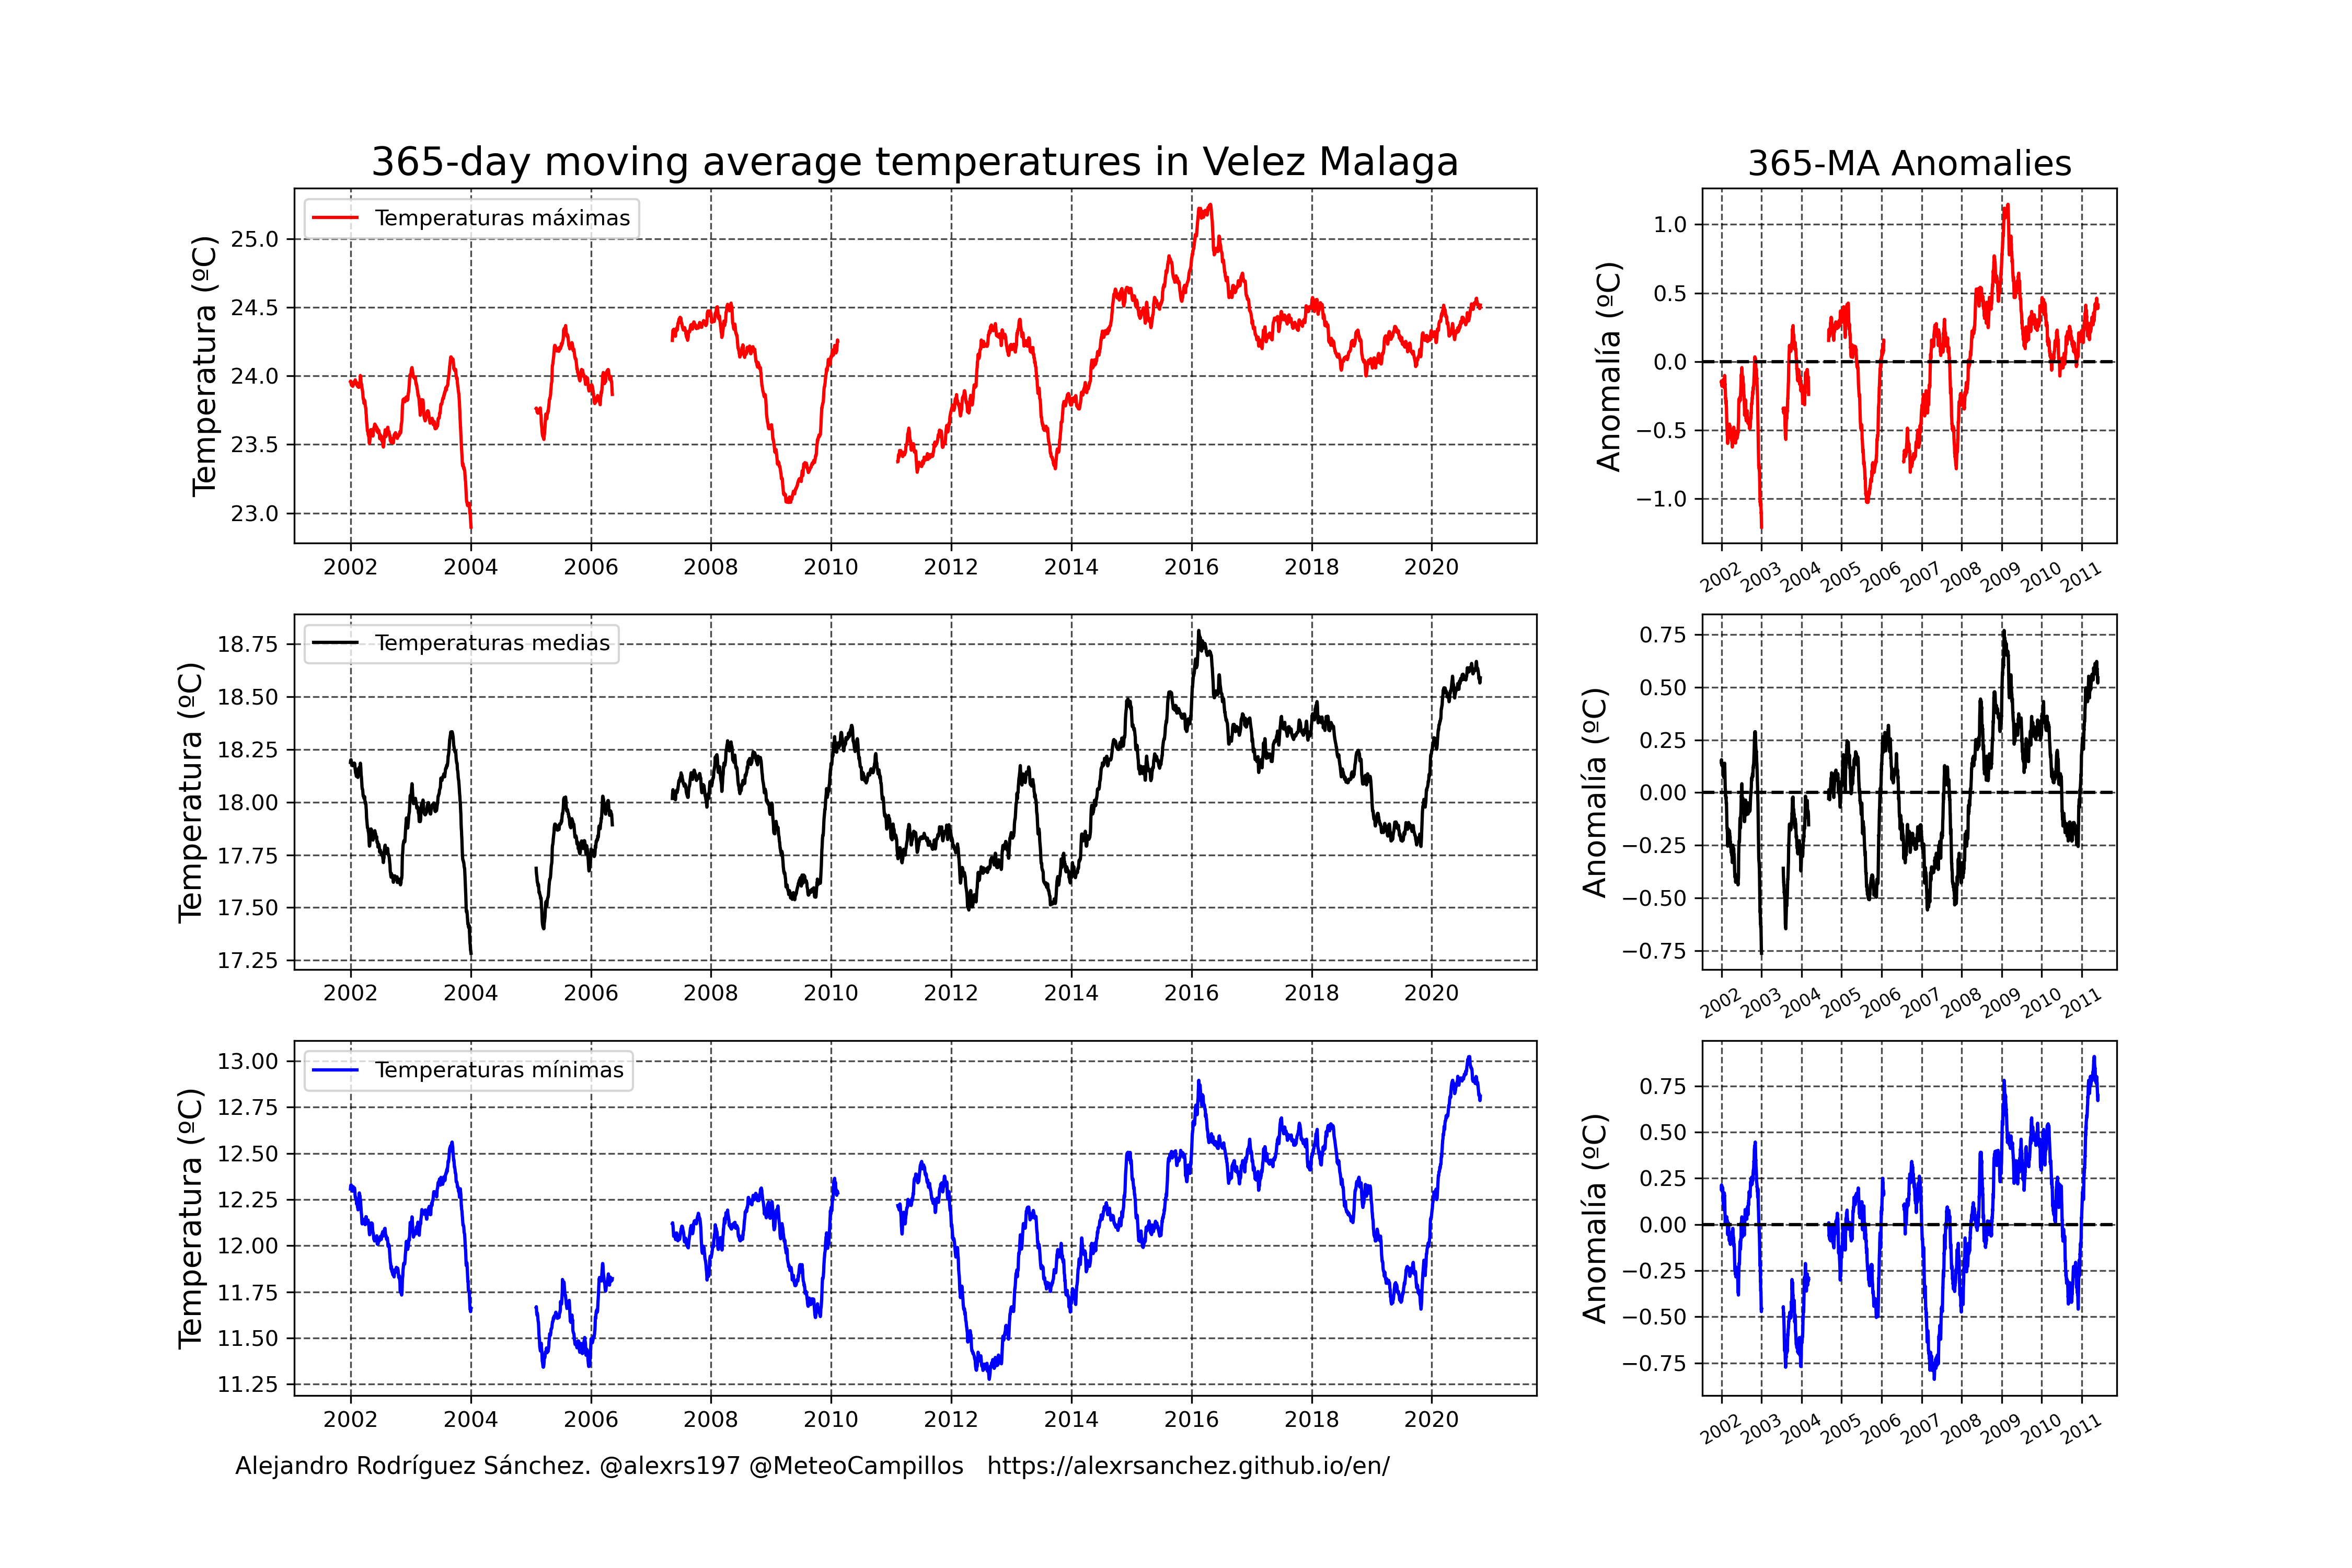 365-day moving average temperatures in Velez Malaga
365-MA Anomalies
Temperaturas máximas
Temperatura (ºC)
25.0
24.5
24.0
23.5
23.0
2002 2004 2006 2008 2010 2012 2014 2016 2018 2020
Anomalía (ºC)
1.0
0.5
0.0
−0.5
−1.0
2002 2003 2004 2005 2006 2007 2008 2009 2010 2011
Temperaturas medias
Temperatura (ºC)
18.75
18.50
18.25
18.00
17.75
17.50
17.25
2002 2004 2006 2008 2010 2012 2014 2016 2018 2020
Anomalía (ºC)
0.75
0.50
0.25
0.00
−0.25
−0.50
−0.75
2002 2003 2004 2005 2006 2007 2008 2009 2010 2011
Temperaturas mínimas
Temperatura (ºC)
13.00
12.75
12.50
12.25
12.00
11.75
11.50
11.25
2002 2004 2006 2008 2010 2012 2014 2016 2018 2020
Anomalía (ºC)
0.75
0.50
0.25
0.00
−0.25
−0.50
−0.75
2002 2003 2004 2005 2006 2007 2008 2009 2010 2011
Alejandro Rodríguez Sánchez. @alexrs197 @MeteoCampillos https://alexrsanchez.github.io/en/